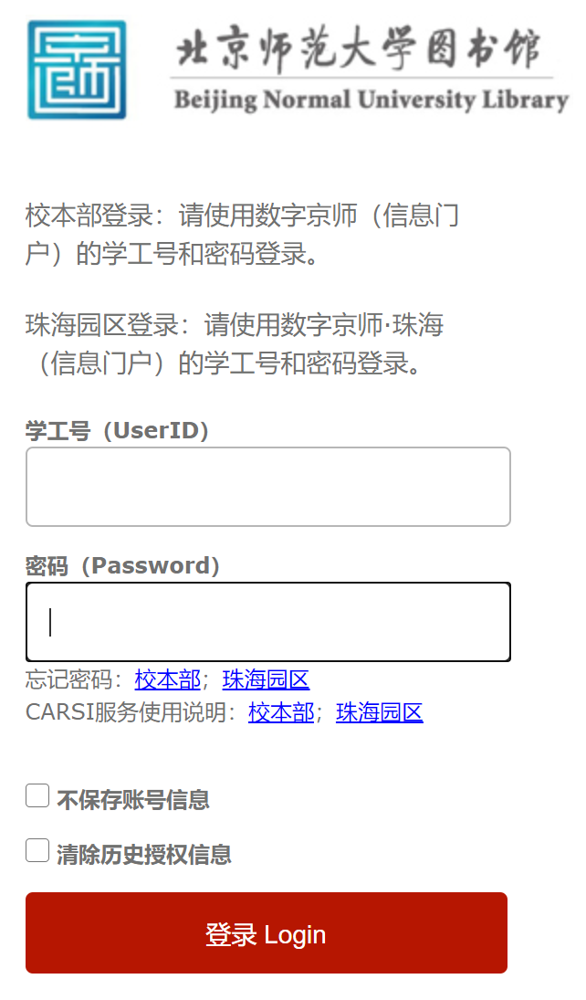 北京师范大学图书馆
Beijing Normal University Library
校本部登录：请使用数字京师（信息门
户）的学工号和密码登录。
珠海园区登录：请使用数字京师·珠海
（信息门户）的学工号和密码登录。
学工号（UserID）
密码（Password）
忘记密码：校本部；珠海园区
CARSI服务使用说明：校本部；珠海园区
不保存账号信息
清除历史授权信息
登录 Login